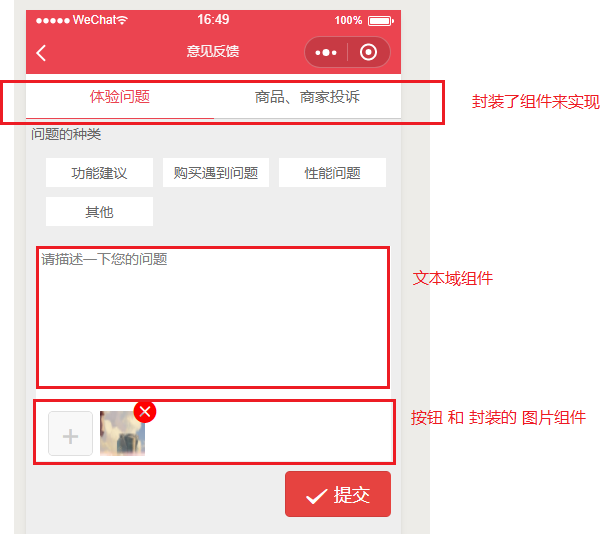 ●●●●● WeChat 16:49 100%
意见反馈
体验问题 商品、商家投诉 封装了组件来实现
问题的种类
功能建议 购买遇到问题 性能问题
其他
请描述一下您的问题
文本域组件
按钮 和 封装的 图片组件
提交